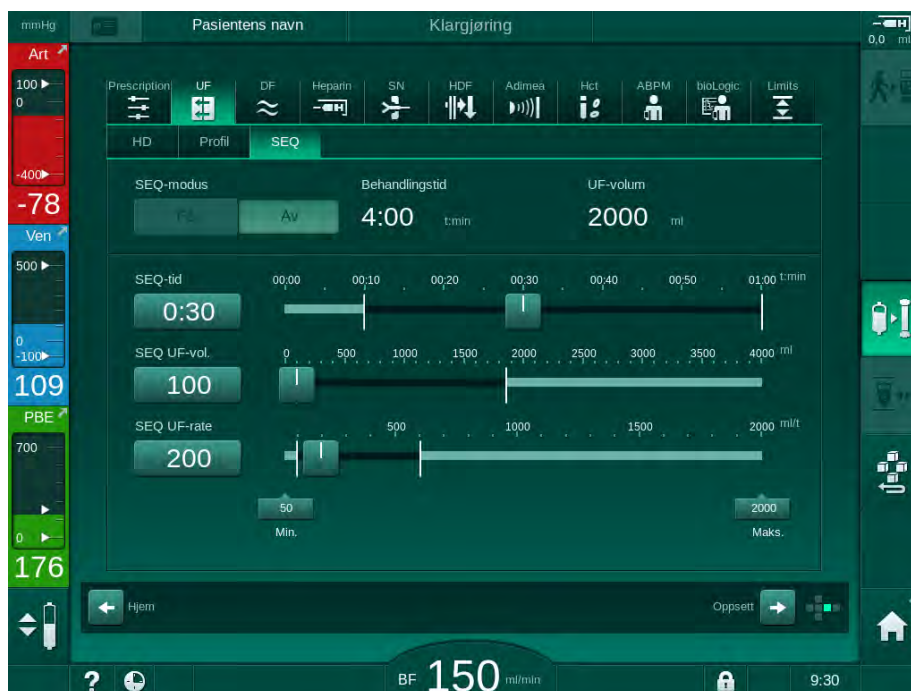 mmHg Pasientens navn Klargjøring
0,0 ml
Art
100
0
-400
-78
Ven
500
0
-100
109
PBE
700
0
176
Prescription UF DF Heparin SN HDF Adimea Hct ABPM bioLogic Limits
HD Profil SEQ
SEQ-modus Behandlingstid UF-volum
På Av 4:00 t:min 2000 ml
SEQ-tid 00:00 00:10 00:20 00:30 00:40 00:50 01:00 t:min
0:30
SEQ UF-vol. 0 500 1000 1500 2000 2500 3000 3500 4000 ml
100
SEQ UF-rate 500 1000 1500 2000 ml/t
200
50 2000
Min. Maks.
Hjem Oppsett
? BF 150 ml/min 9:30